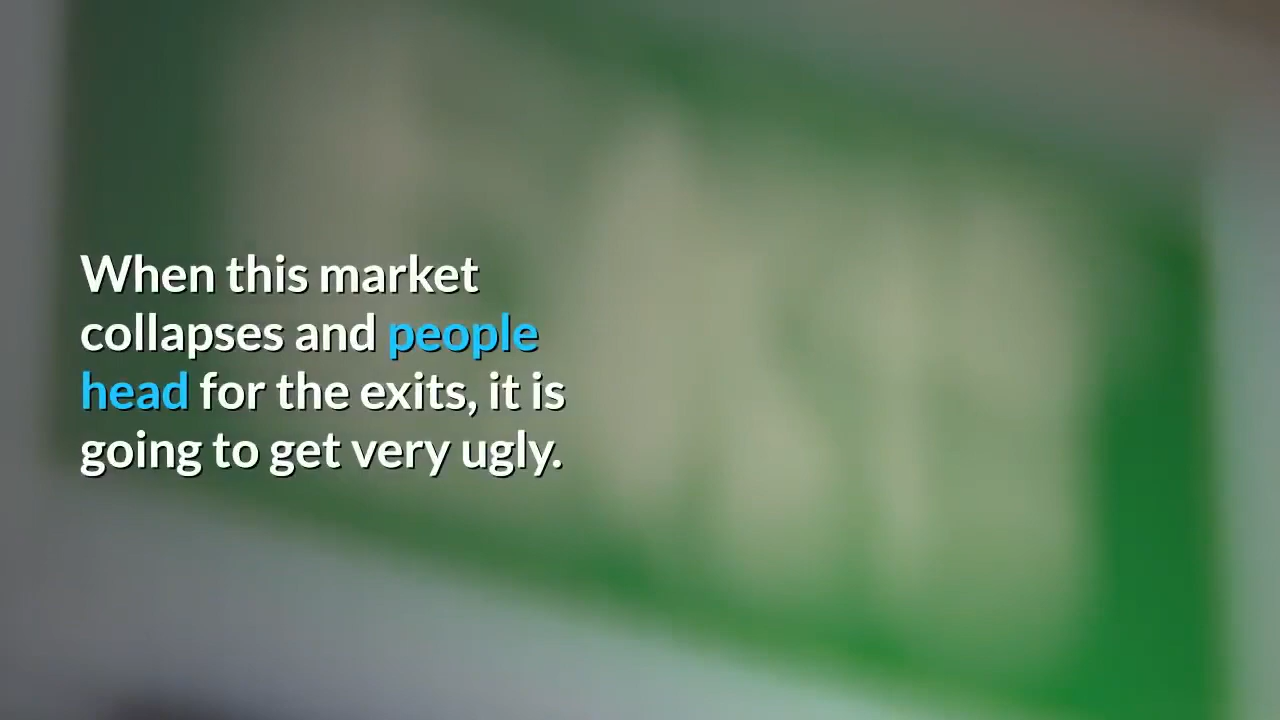 When this market
collapses and people
head for the exits, it is
going to get very ugly.